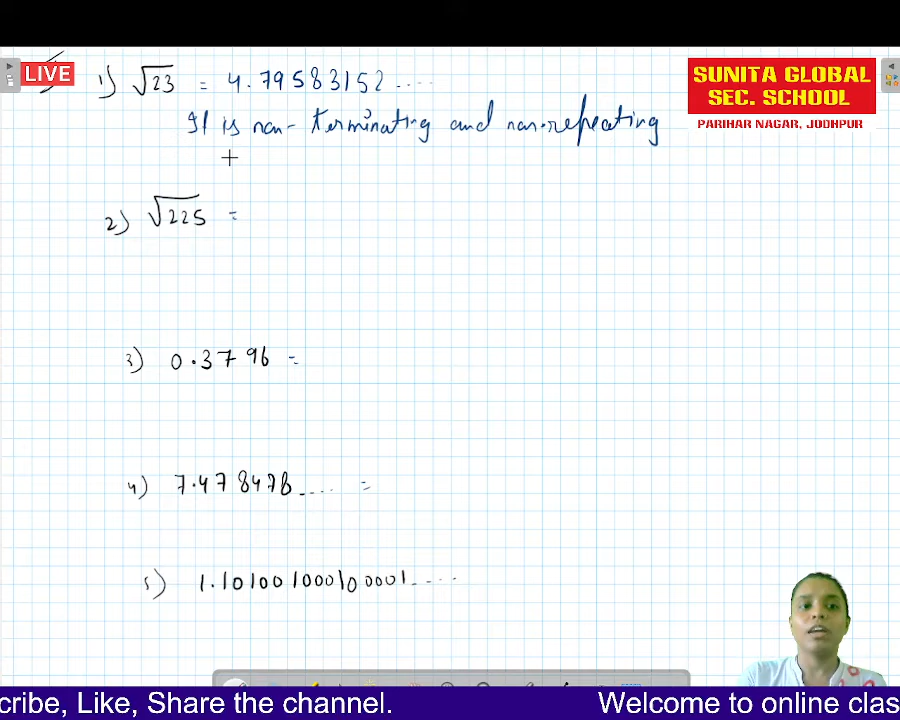 LIVE
1) √23 = 4.79583152....
SUNITA GLOBAL
SEC. SCHOOL
PARIHAR NAGAR, JODHPUR
It is non-terminating and non-repeating
2) √225 =
3) 0.3796 =
4) 7.478478.... =
5) 1.101001000100001....
cribe, Like, Share the channel.
Welcome to online clas